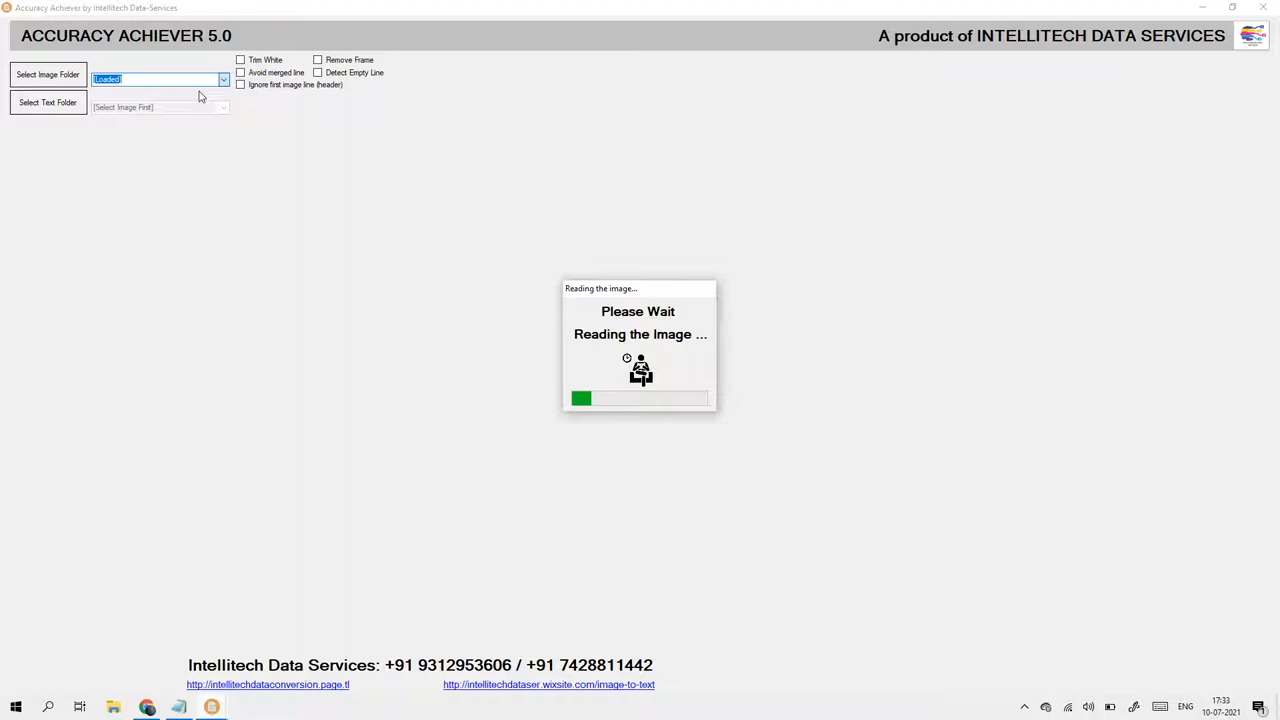 Accuracy Achiever by Intellitech Data-Services
ACCURACY ACHIEVER 5.0
A product of INTELLITECH DATA SERVICES
Select Image Folder
[Loaded]
Trim White
Remove Frame
Avoid merged line
Detect Empty Line
Ignore first image line (header)
Select Text Folder
[Select Image First]
Reading the image...
Please Wait
Reading the Image ...
Intellitech Data Services: +91 9312953606 / +91 7428811442
http://intellitechdataconversion.page.tl
http://intellitechdataser.wixsite.com/image-to-text
ENG
17:33
10-07-2021